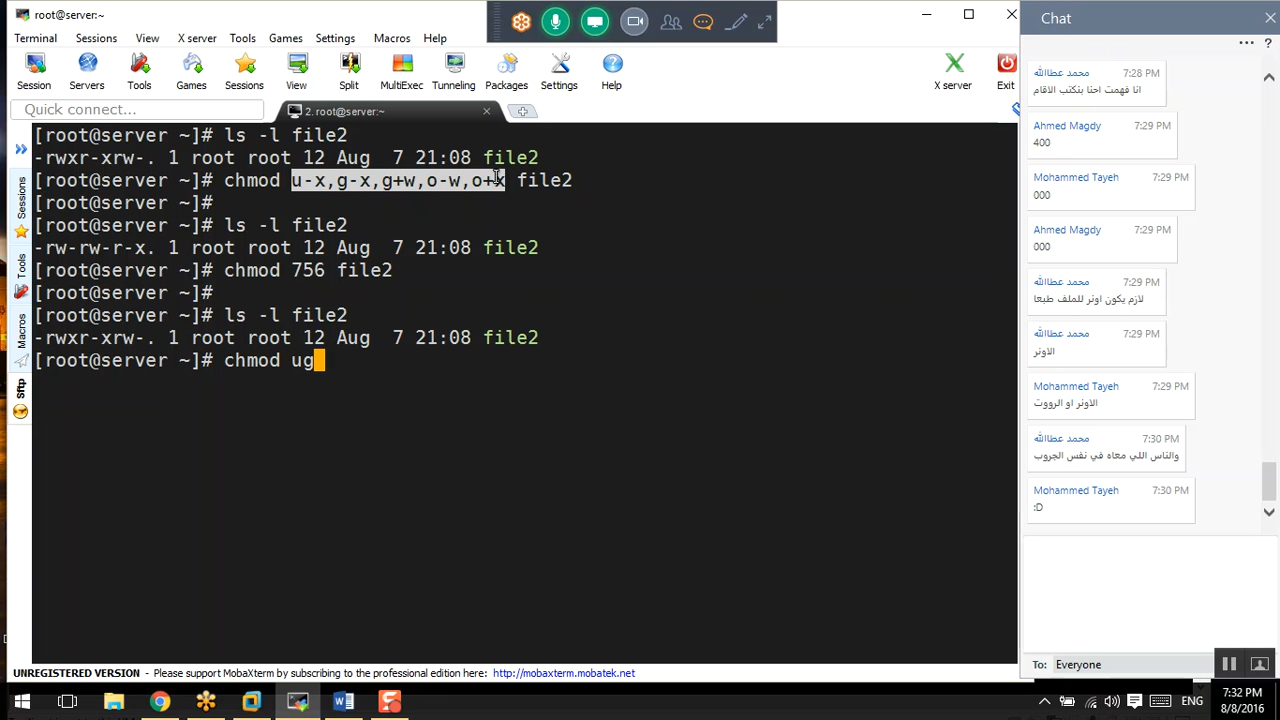 root@server:~
Terminal Sessions View X server Tools Games Settings Macros Help
Session Servers Tools Games Sessions View Split MultiExec Tunneling Packages Settings Help X server Exit
Quick connect...
2. root@server:~
[root@server ~]# ls -l file2
-rwxr-xrw-. 1 root root 12 Aug  7 21:08 file2
[root@server ~]# chmod u-x,g-x,g+w,o-w,o+x file2
[root@server ~]#
[root@server ~]# ls -l file2
-rw-rw-r-x. 1 root root 12 Aug  7 21:08 file2
[root@server ~]# chmod 756 file2
[root@server ~]#
[root@server ~]# ls -l file2
-rwxr-xrw-. 1 root root 12 Aug  7 21:08 file2
[root@server ~]# chmod ug
Sessions
Tools
Macros
Sftp
UNREGISTERED VERSION - Please support MobaXterm by subscribing to the professional edition here: http://mobaxterm.mobatek.net
Chat
... ?
محمد عطاالله 7:28 PM
انا فهمت احنا بنكتب الاقام
Ahmed Magdy 7:29 PM
400
Mohammed Tayeh 7:29 PM
000
Ahmed Magdy 7:29 PM
000
محمد عطاالله 7:29 PM
لازم يكون اونر للملف طبعا
محمد عطاالله 7:29 PM
الاونر
Mohammed Tayeh 7:29 PM
الاونر او الرووت
محمد عطاالله 7:30 PM
والناس اللي معاه في نفس الجروب
Mohammed Tayeh 7:30 PM
:D
To: Everyone
ENG
7:32 PM
8/8/2016